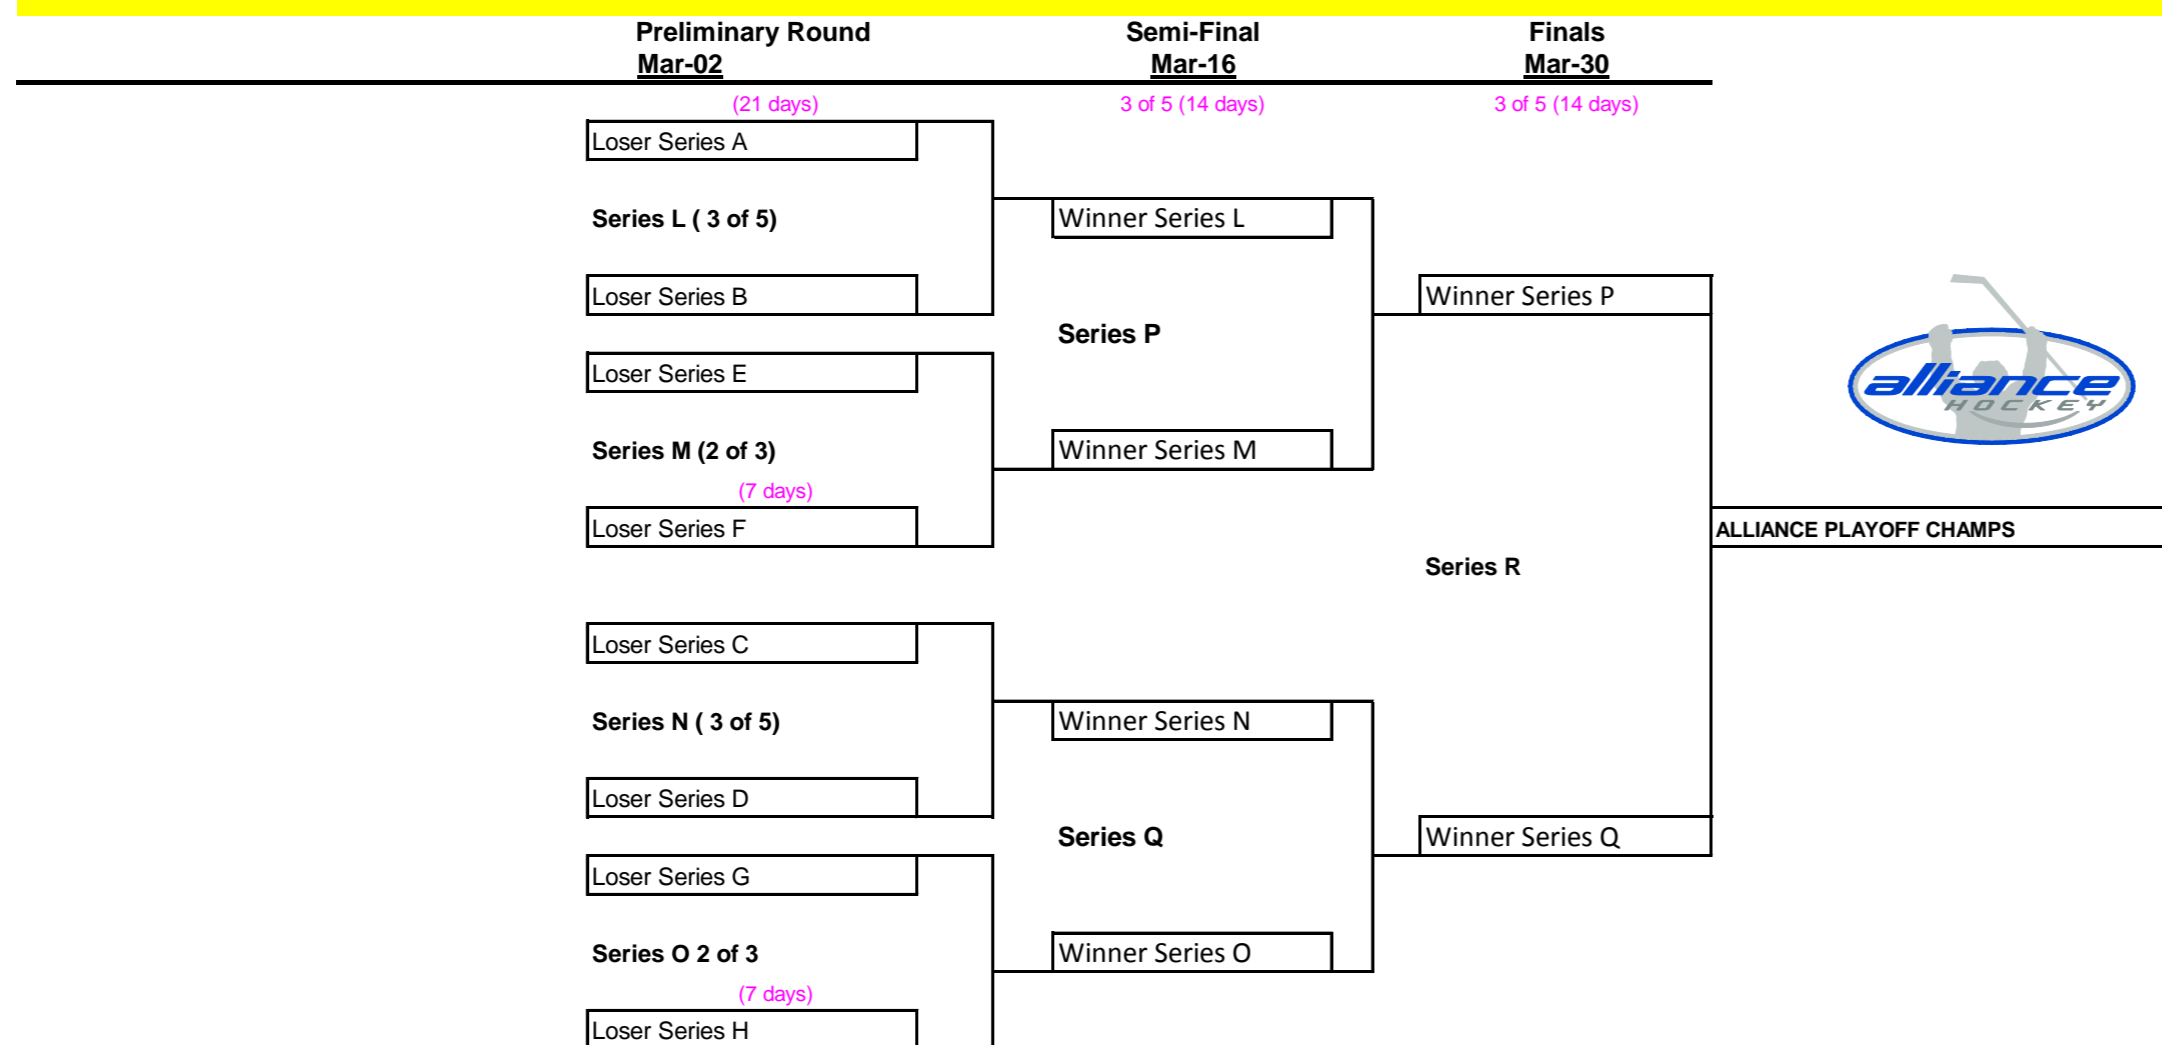 Preliminary Round Semi-Final Finals
Mar-02 Mar-16 Mar-30
(21 days) 3 of 5 (14 days) 3 of 5 (14 days)
Loser Series A
Series L ( 3 of 5) Winner Series L
Loser Series B Winner Series P
Series P
Loser Series E
alliance
HOCKEY
Series M (2 of 3) Winner Series M
(7 days)
Loser Series F ALLIANCE PLAYOFF CHAMPS
Series R
Loser Series C
Series N ( 3 of 5) Winner Series N
Loser Series D
Series Q Winner Series Q
Loser Series G
Series O 2 of 3 Winner Series O
(7 days)
Loser Series H